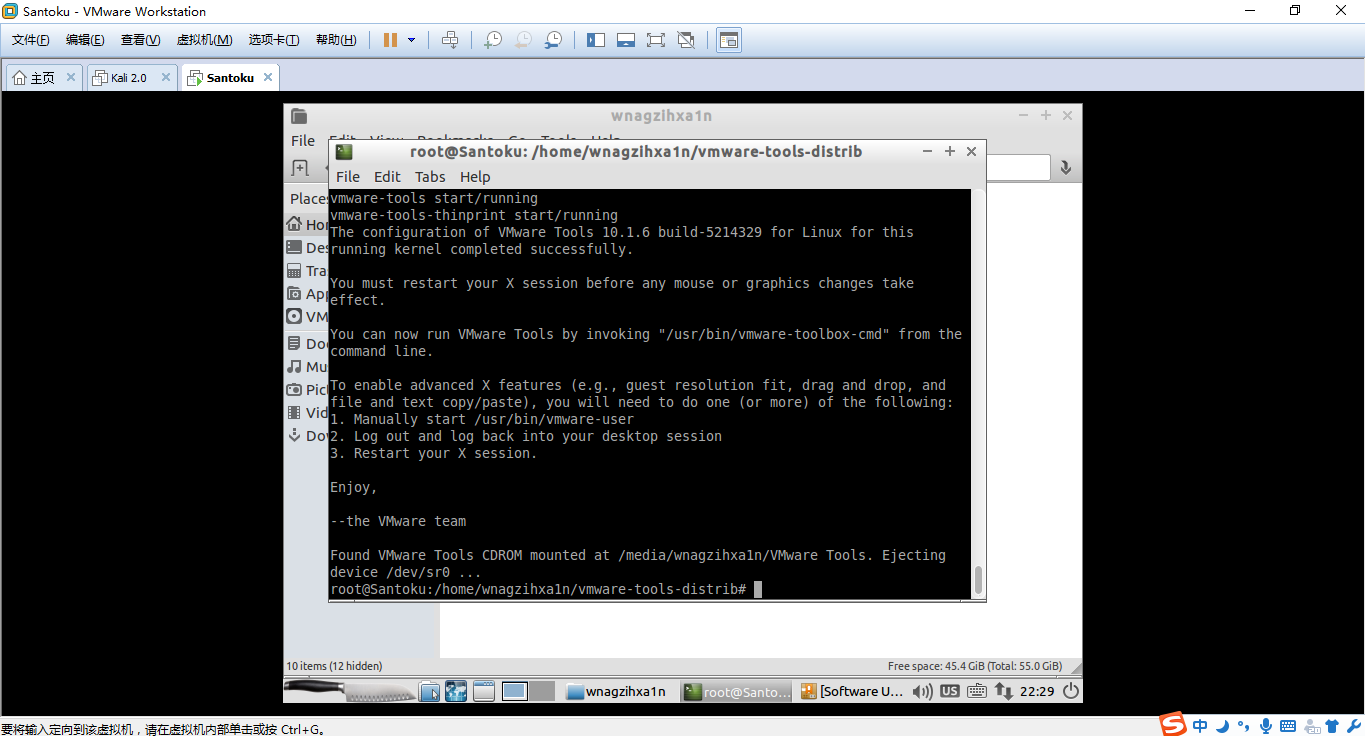 Santoku - VMware Workstation
文件(F) 编辑(E) 查看(V) 虚拟机(M) 选项卡(T) 帮助(H)
主页 Kali 2.0 Santoku
wnagzihxa1n
File Edit View Bookmarks Go Tools Help
root@Santoku: /home/wnagzihxa1n/vmware-tools-distrib
File Edit Tabs Help
Places
Ho
Des
Tra
App
VM
Do
Mu
Pic
Vid
Do
vmware-tools start/running
vmware-tools-thinprint start/running
The configuration of VMware Tools 10.1.6 build-5214329 for Linux for this
running kernel completed successfully.
You must restart your X session before any mouse or graphics changes take
effect.
You can now run VMware Tools by invoking "/usr/bin/vmware-toolbox-cmd" from the
command line.
To enable advanced X features (e.g., guest resolution fit, drag and drop, and
file and text copy/paste), you will need to do one (or more) of the following:
1. Manually start /usr/bin/vmware-user
2. Log out and log back into your desktop session
3. Restart your X session.
Enjoy,
--the VMware team
Found VMware Tools CDROM mounted at /media/wnagzihxa1n/VMware Tools. Ejecting
device /dev/sr0 ...
root@Santoku:/home/wnagzihxa1n/vmware-tools-distrib#
10 items (12 hidden) Free space: 45.4 GiB (Total: 55.0 GiB)
wnagzihxa1n root@Santo... [Software U... US 22:29
要将输入定向到该虚拟机，请在虚拟机内部单击或按 Ctrl+G。
S 中